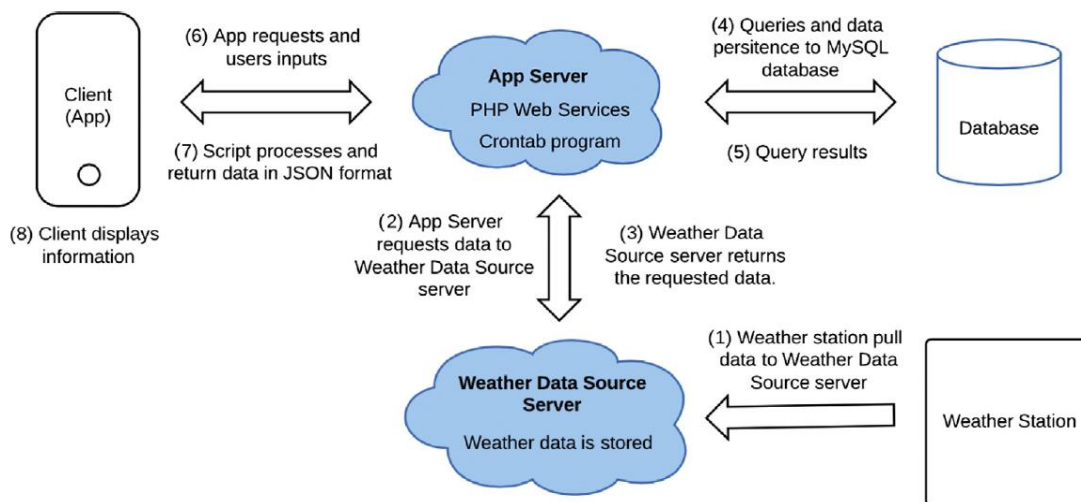 Client
(App)
(8) Client displays
information
(6) App requests and
users inputs
(7) Script processes and
return data in JSON format
App Server
PHP Web Services
Crontab program
(4) Queries and data
persitence to MySQL
database
(5) Query results
Database
(2) App Server
requests data to
Weather Data Source
server
(3) Weather Data
Source server returns
the requested data.
Weather Data Source
Server
Weather data is stored
(1) Weather station pull
data to Weather Data
Source server
Weather Station